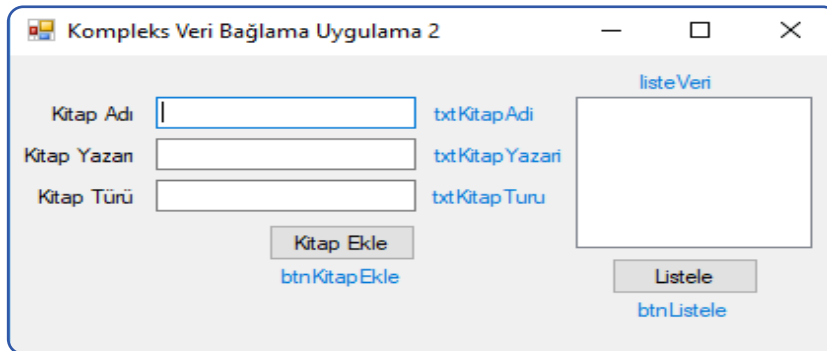 Kompleks Veri Bağlama Uygulama 2
listeVeri
Kitap Adı txtKitapAdi
Kitap Yazarı txtKitapYazari
Kitap Türü txtKitapTuru
Kitap Ekle
btnKitapEkle
Listele
btnListele